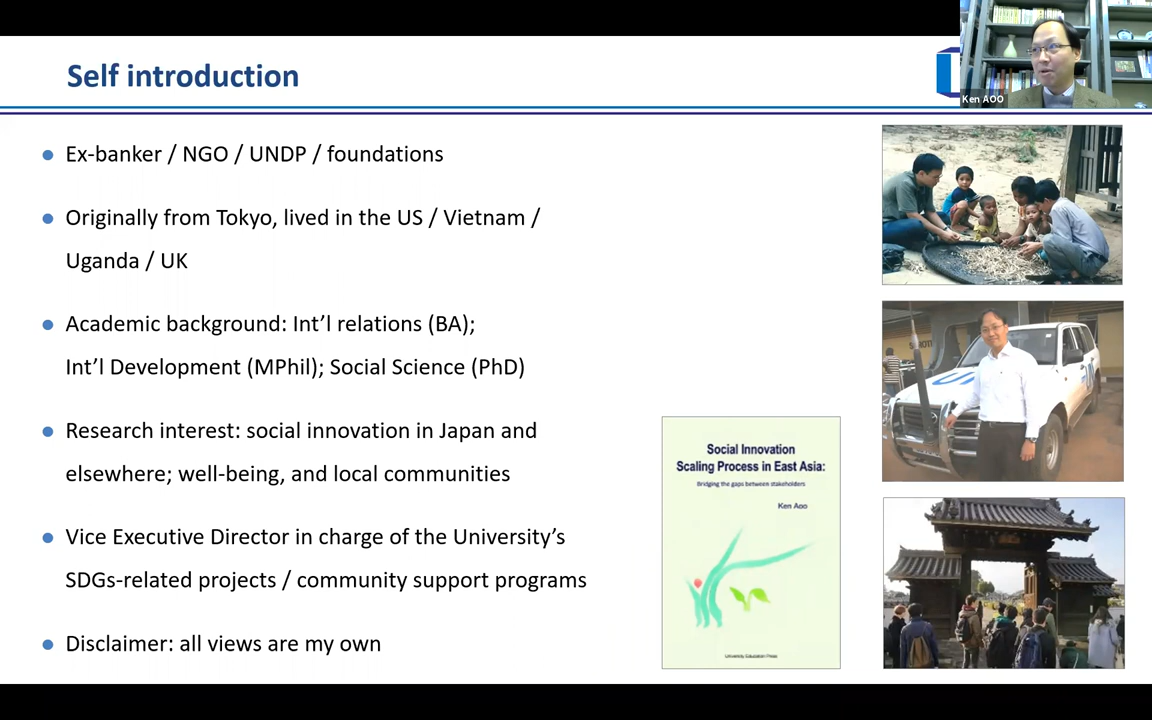 Self introduction
Ken AOO
Ex-banker / NGO / UNDP / foundations
Originally from Tokyo, lived in the US / Vietnam /
Uganda / UK
Academic background: Int’l relations (BA);
Int’l Development (MPhil); Social Science (PhD)
Research interest: social innovation in Japan and
elsewhere; well-being, and local communities
Vice Executive Director in charge of the University’s
SDGs-related projects / community support programs
Disclaimer: all views are my own
Social Innovation
Scaling Process in East Asia:
Bridging the gaps between stakeholders
Ken Aoo
University Education Press